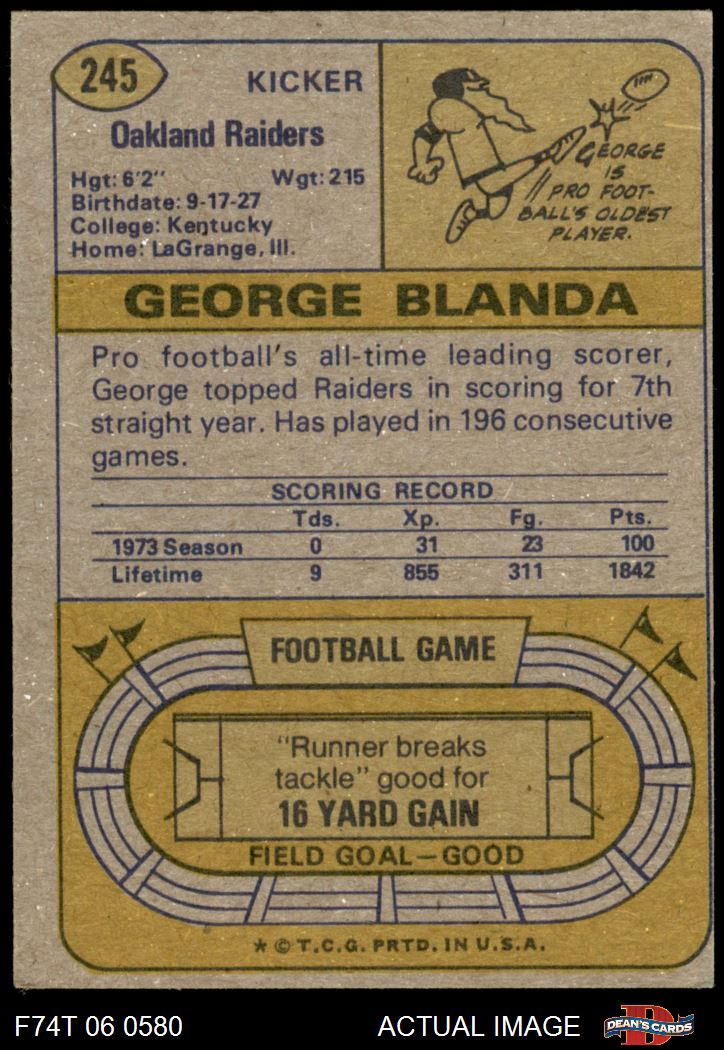 245
KICKER
Oakland Raiders
Hgt: 6'2" Wgt: 215
Birthdate: 9-17-27
College: Kentucky
Home: LaGrange, Ill.
GEORGE
IS
PRO FOOT-
BALL'S OLDEST
PLAYER.
GEORGE BLANDA
Pro football's all-time leading scorer,
George topped Raiders in scoring for 7th
straight year. Has played in 196 consecutive
games.
SCORING RECORD
Tds. Xp. Fg. Pts.
1973 Season 0 31 23 100
Lifetime 9 855 311 1842
FOOTBALL GAME
"Runner breaks
tackle" good for
16 YARD GAIN
FIELD GOAL—GOOD
* © T.C.G. PRTD. IN U.S.A.
F74T 06 0580 ACTUAL IMAGE
D
DEAN'S CARDS